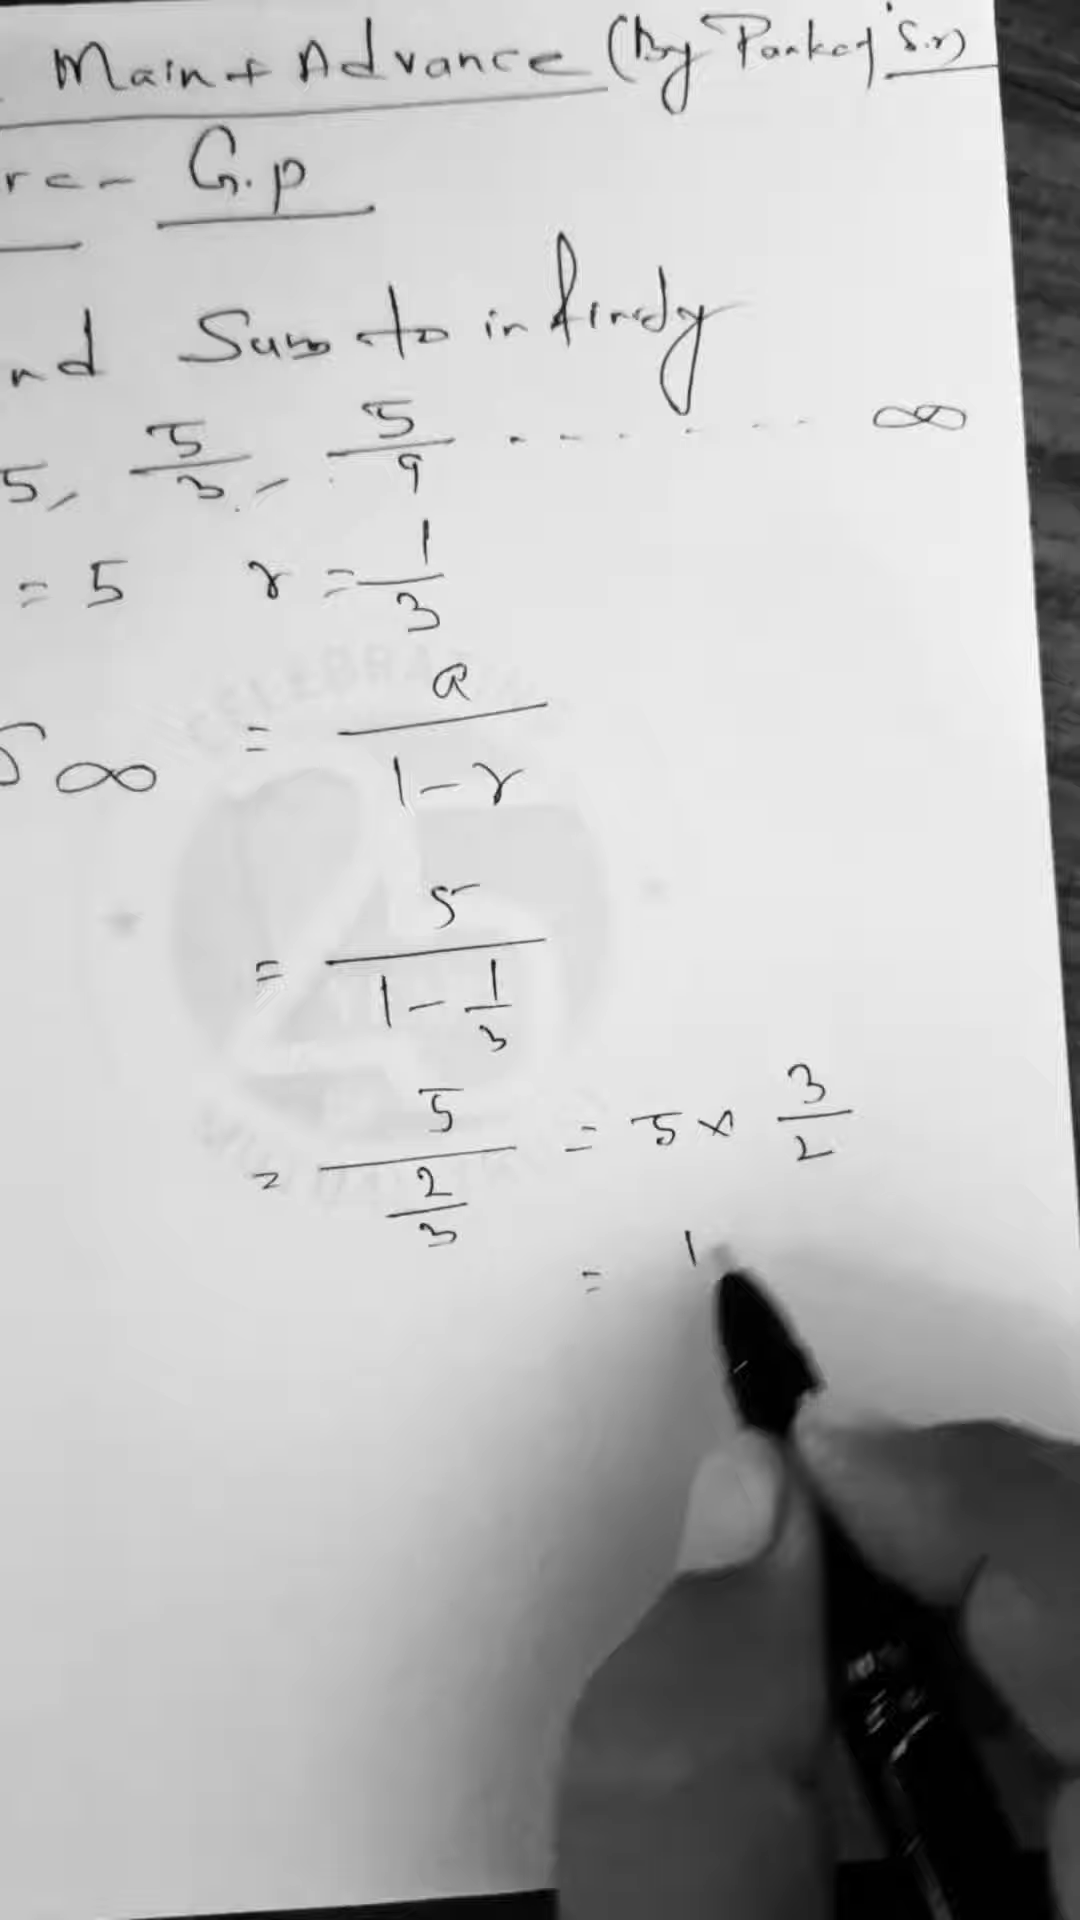 Main + Advance (By Pankaj Sir)
G.P
nd Sum to infinity
5, 5/3, 5/9 ........ ∞
= 5 r = 1/3
S∞ = a/(1-r)
= 5/(1-1/3)
= 5/(2/3) = 5 × 3/2
= 1